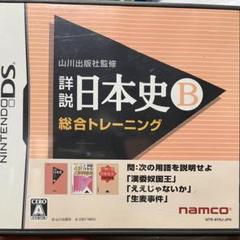 NINTENDO DS
山川出版社監修
詳説
日本史B
総合トレーニング
問:次の用語を説明せよ
「漢委奴国王」
「ええじゃないか」
「生麦事件」
CERO
A
namco